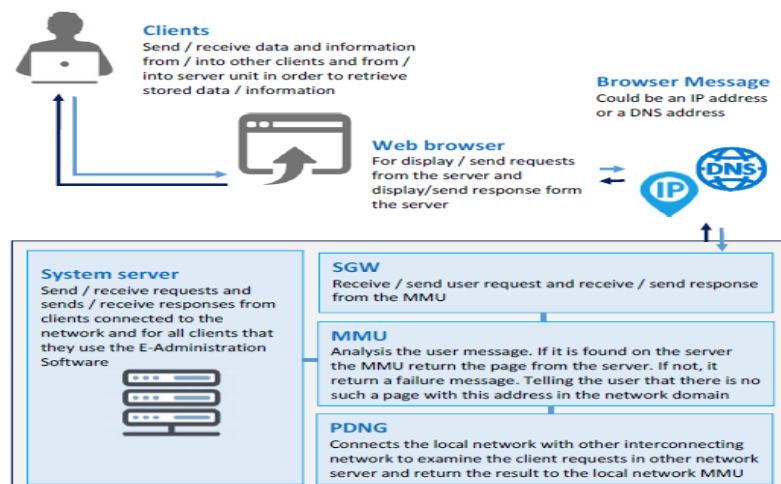 Clients
Send / receive data and information
from / into other clients and from /
into server unit in order to retrieve
stored data / information
Browser Message
Could be an IP address
or a DNS address
Web browser
For display / send requests
from the server and
display/send response form
the server
DNS
IP
System server
Send / receive requests and
sends / receive responses from
clients connected to the
network and for all clients that
they use the E-Administration
Software
SGW
Receive / send user request and receive / send response
from the MMU
MMU
Analysis the user message. If it is found on the server
the MMU return the page from the server. If not, it
return a failure message. Telling the user that there is no
such a page with this address in the network domain
PDNG
Connects the local network with other interconnecting
network to examine the client requests in other network
server and return the result to the local network MMU